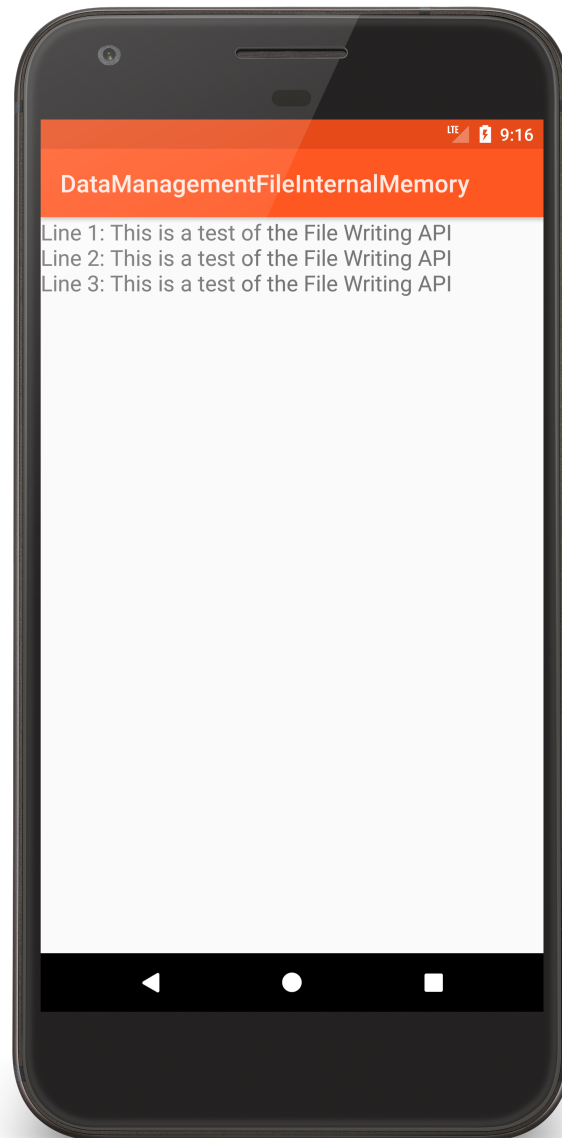 LTE 9:16
DataManagementFileInternalMemory
Line 1: This is a test of the File Writing API
Line 2: This is a test of the File Writing API
Line 3: This is a test of the File Writing API